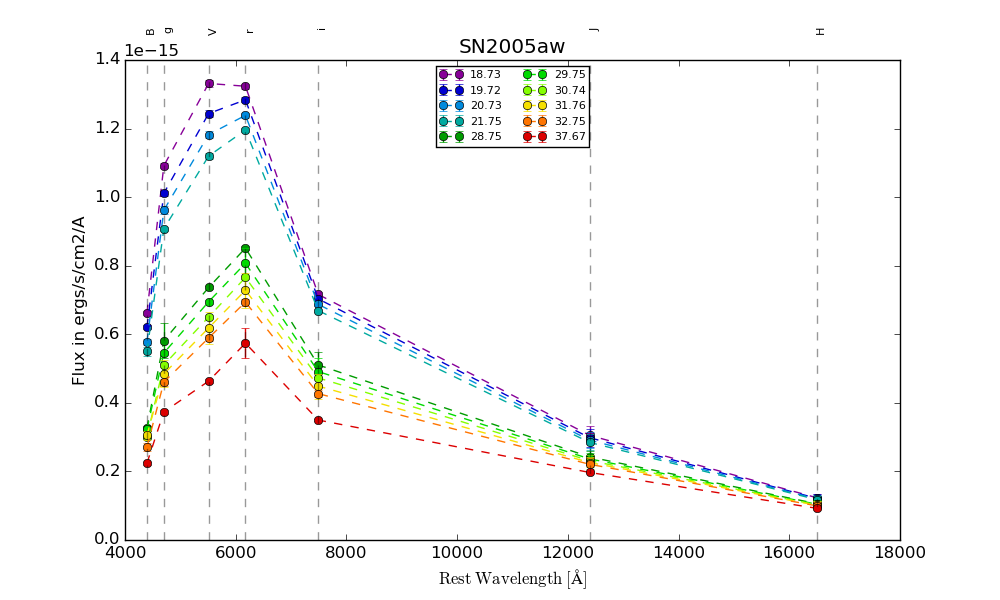 B g V r i J H
1e−15
SN2005aw
18.73 29.75
19.72 30.74
20.73 31.76
21.75 32.75
28.75 37.67
1.4
1.2
1.0
0.8
0.6
0.4
0.2
0.0
Flux in ergs/s/cm2/A
4000 6000 8000 10000 12000 14000 16000 18000
Rest Wavelength [Å]